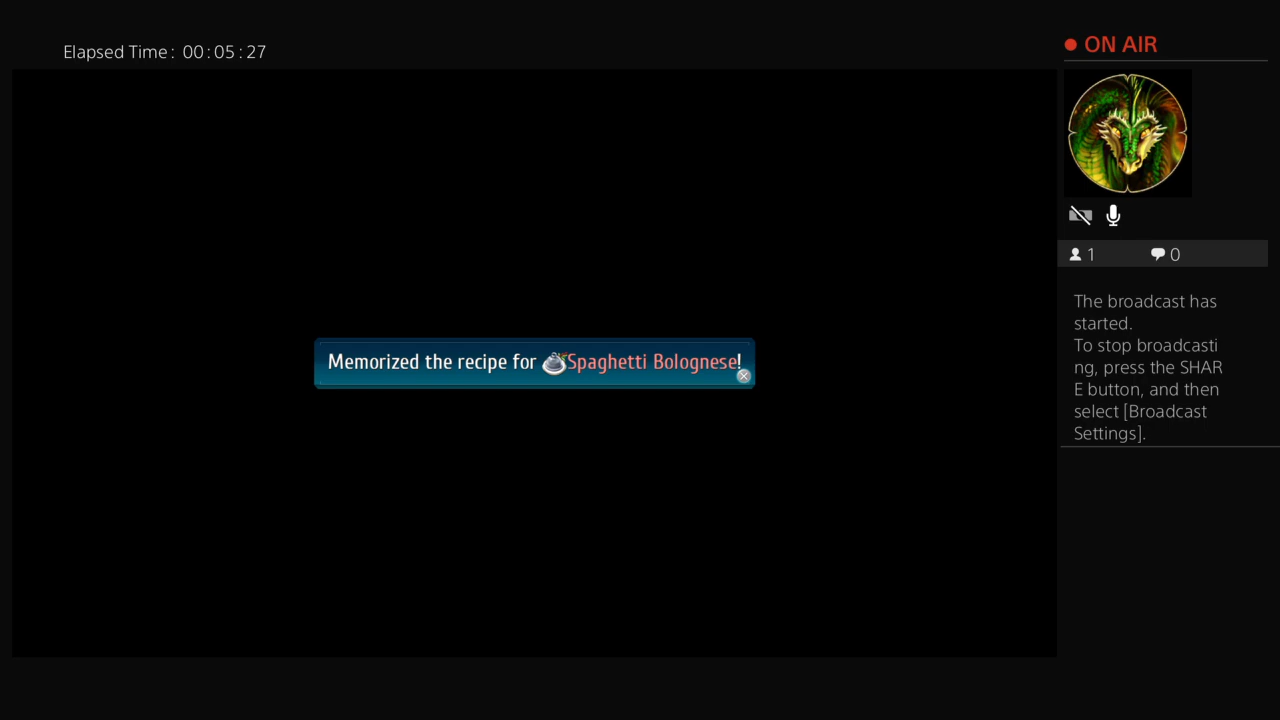 Elapsed Time: 00:05:27
ON AIR
1
0
The broadcast has
started.
To stop broadcasti
ng, press the SHAR
E button, and then
select [Broadcast
Settings].
Memorized the recipe for Spaghetti Bolognese!